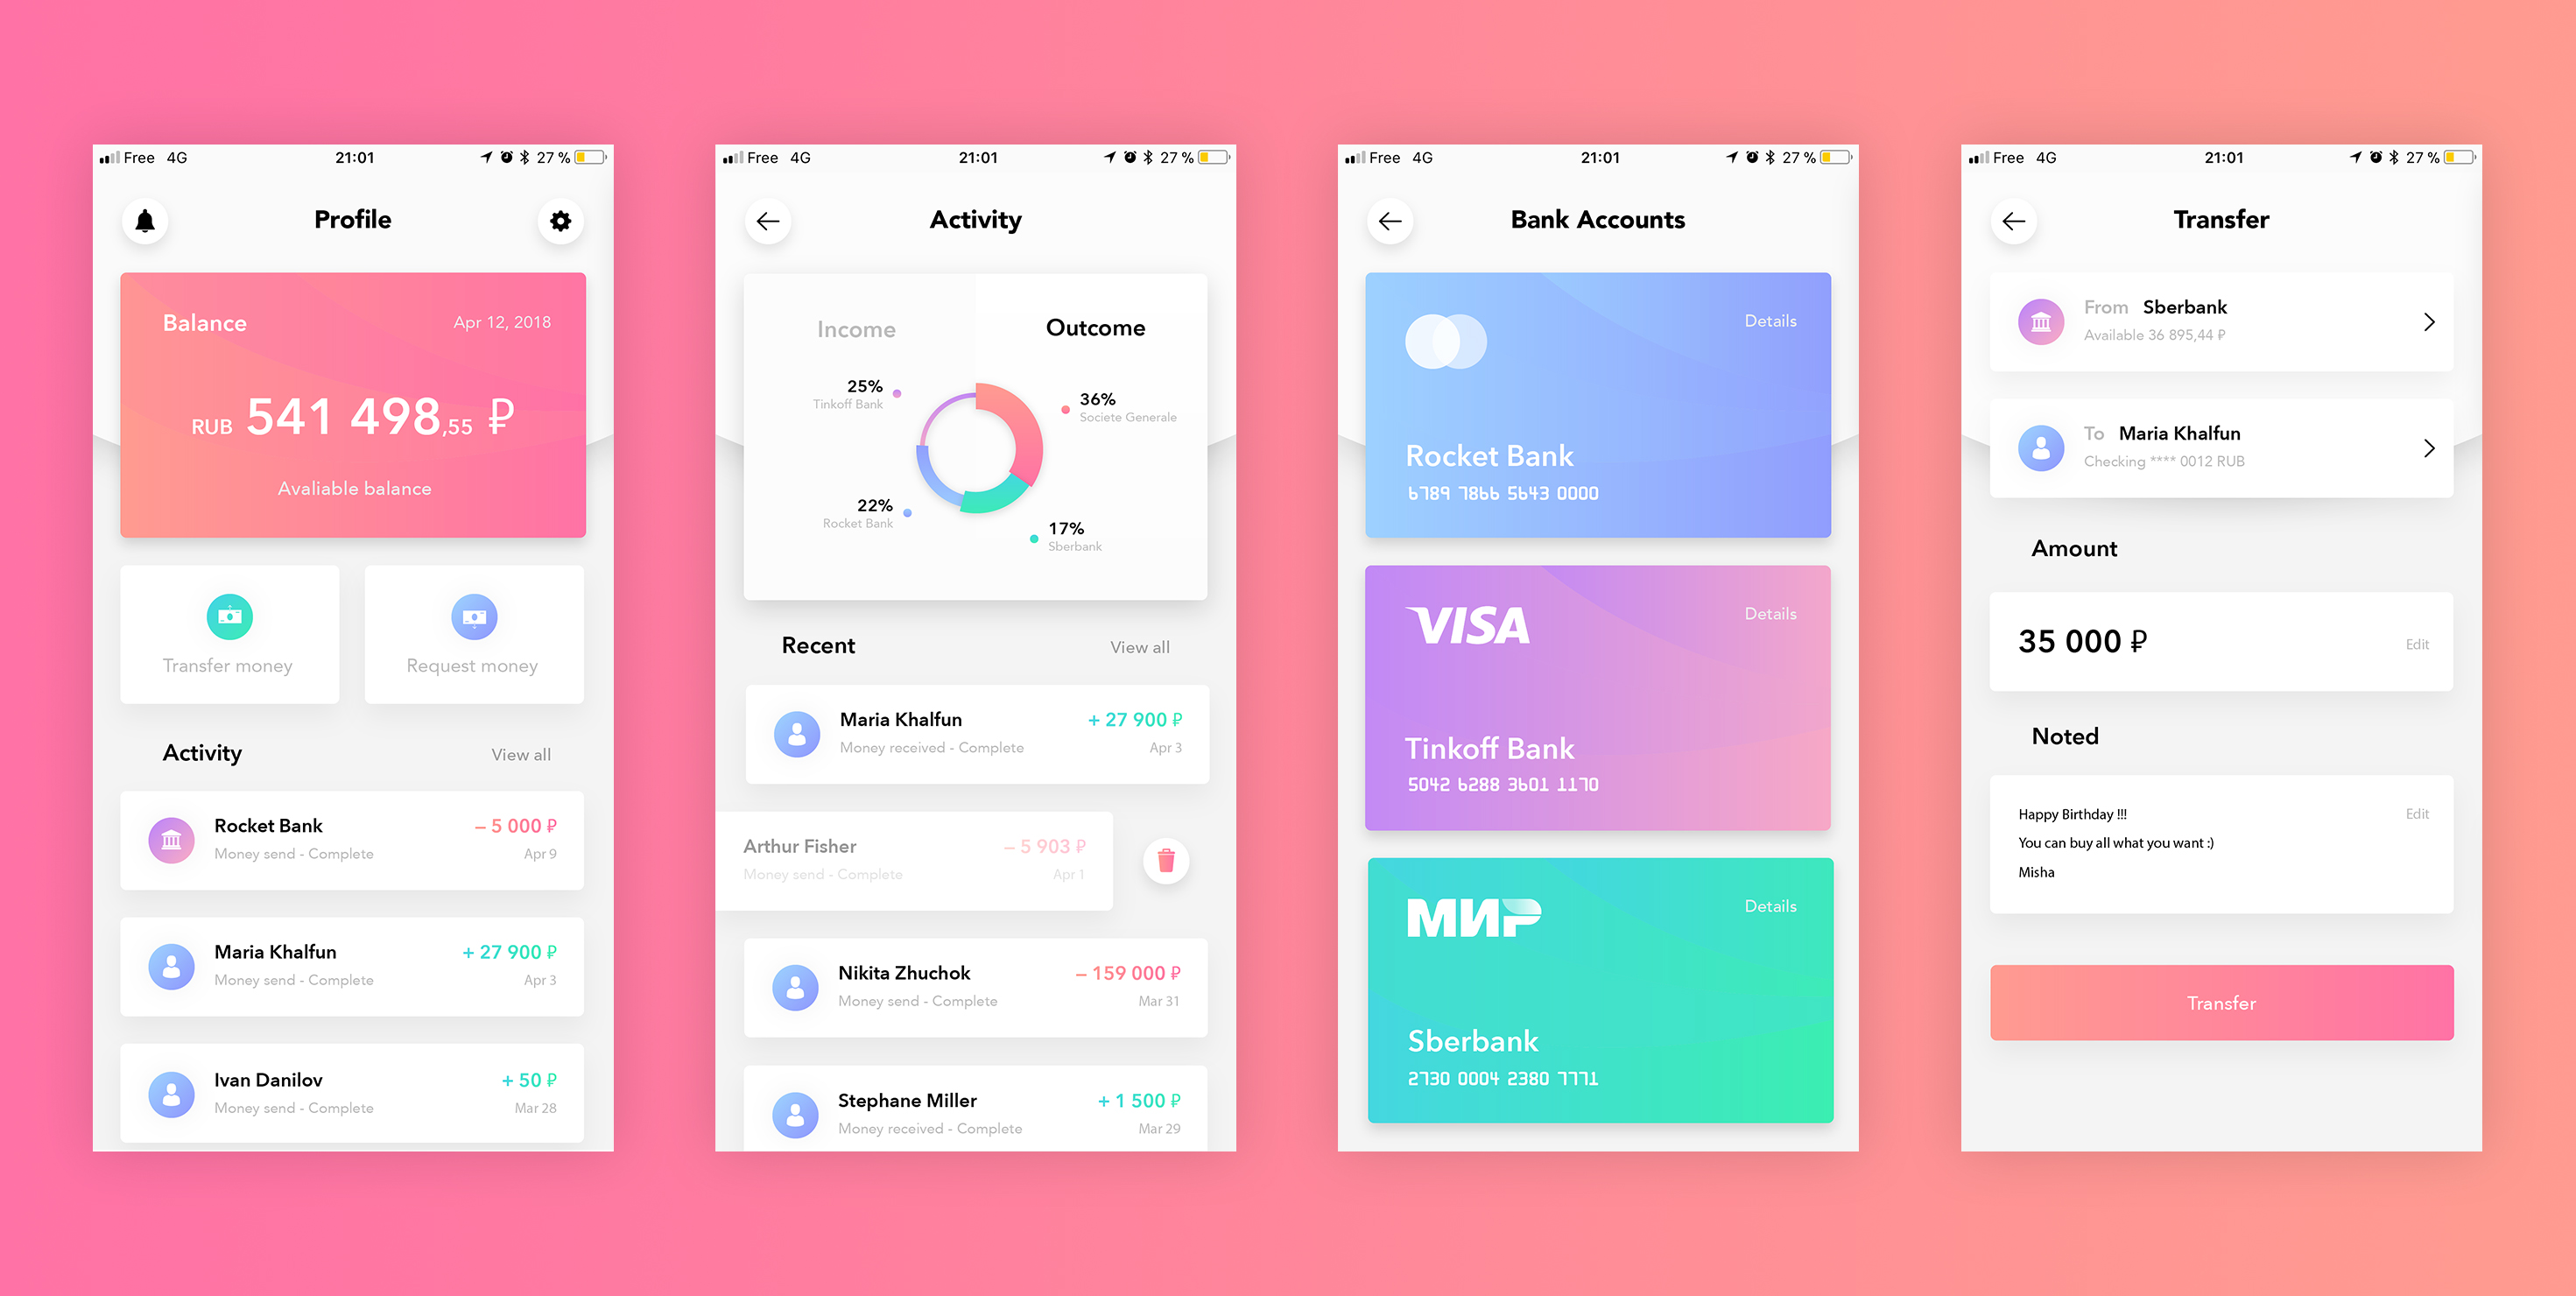 Free 4G 21:01 27 %
Profile
Balance Apr 12, 2018
RUB 541 498,55 ₽
Avaliable balance
Transfer money Request money
Activity View all
Rocket Bank – 5 000 ₽
Money send - Complete Apr 9
Maria Khalfun + 27 900 ₽
Money send - Complete Apr 3
Ivan Danilov + 50 ₽
Money send - Complete Mar 28
Free 4G 21:01 27 %
Activity
Income Outcome
25%
Tinkoff Bank
36%
Societe Generale
22%
Rocket Bank
17%
Sberbank
Recent View all
Maria Khalfun + 27 900 ₽
Money received - Complete Apr 3
Arthur Fisher – 5 903 ₽
Money send - Complete Apr 1
Nikita Zhuchok – 159 000 ₽
Money send - Complete Mar 31
Stephane Miller + 1 500 ₽
Money received - Complete Mar 29
Free 4G 21:01 27 %
Bank Accounts
Details
Rocket Bank
6789 7866 5643 0000
VISA Details
Tinkoff Bank
5042 6288 3601 1170
МИР Details
Sberbank
2730 0004 2380 7771
Free 4G 21:01 27 %
Transfer
From Sberbank
Available 36 895,44 ₽
To Maria Khalfun
Checking **** 0012 RUB
Amount
35 000 ₽ Edit
Noted
Happy Birthday !!! Edit
You can buy all what you want :)
Misha
Transfer